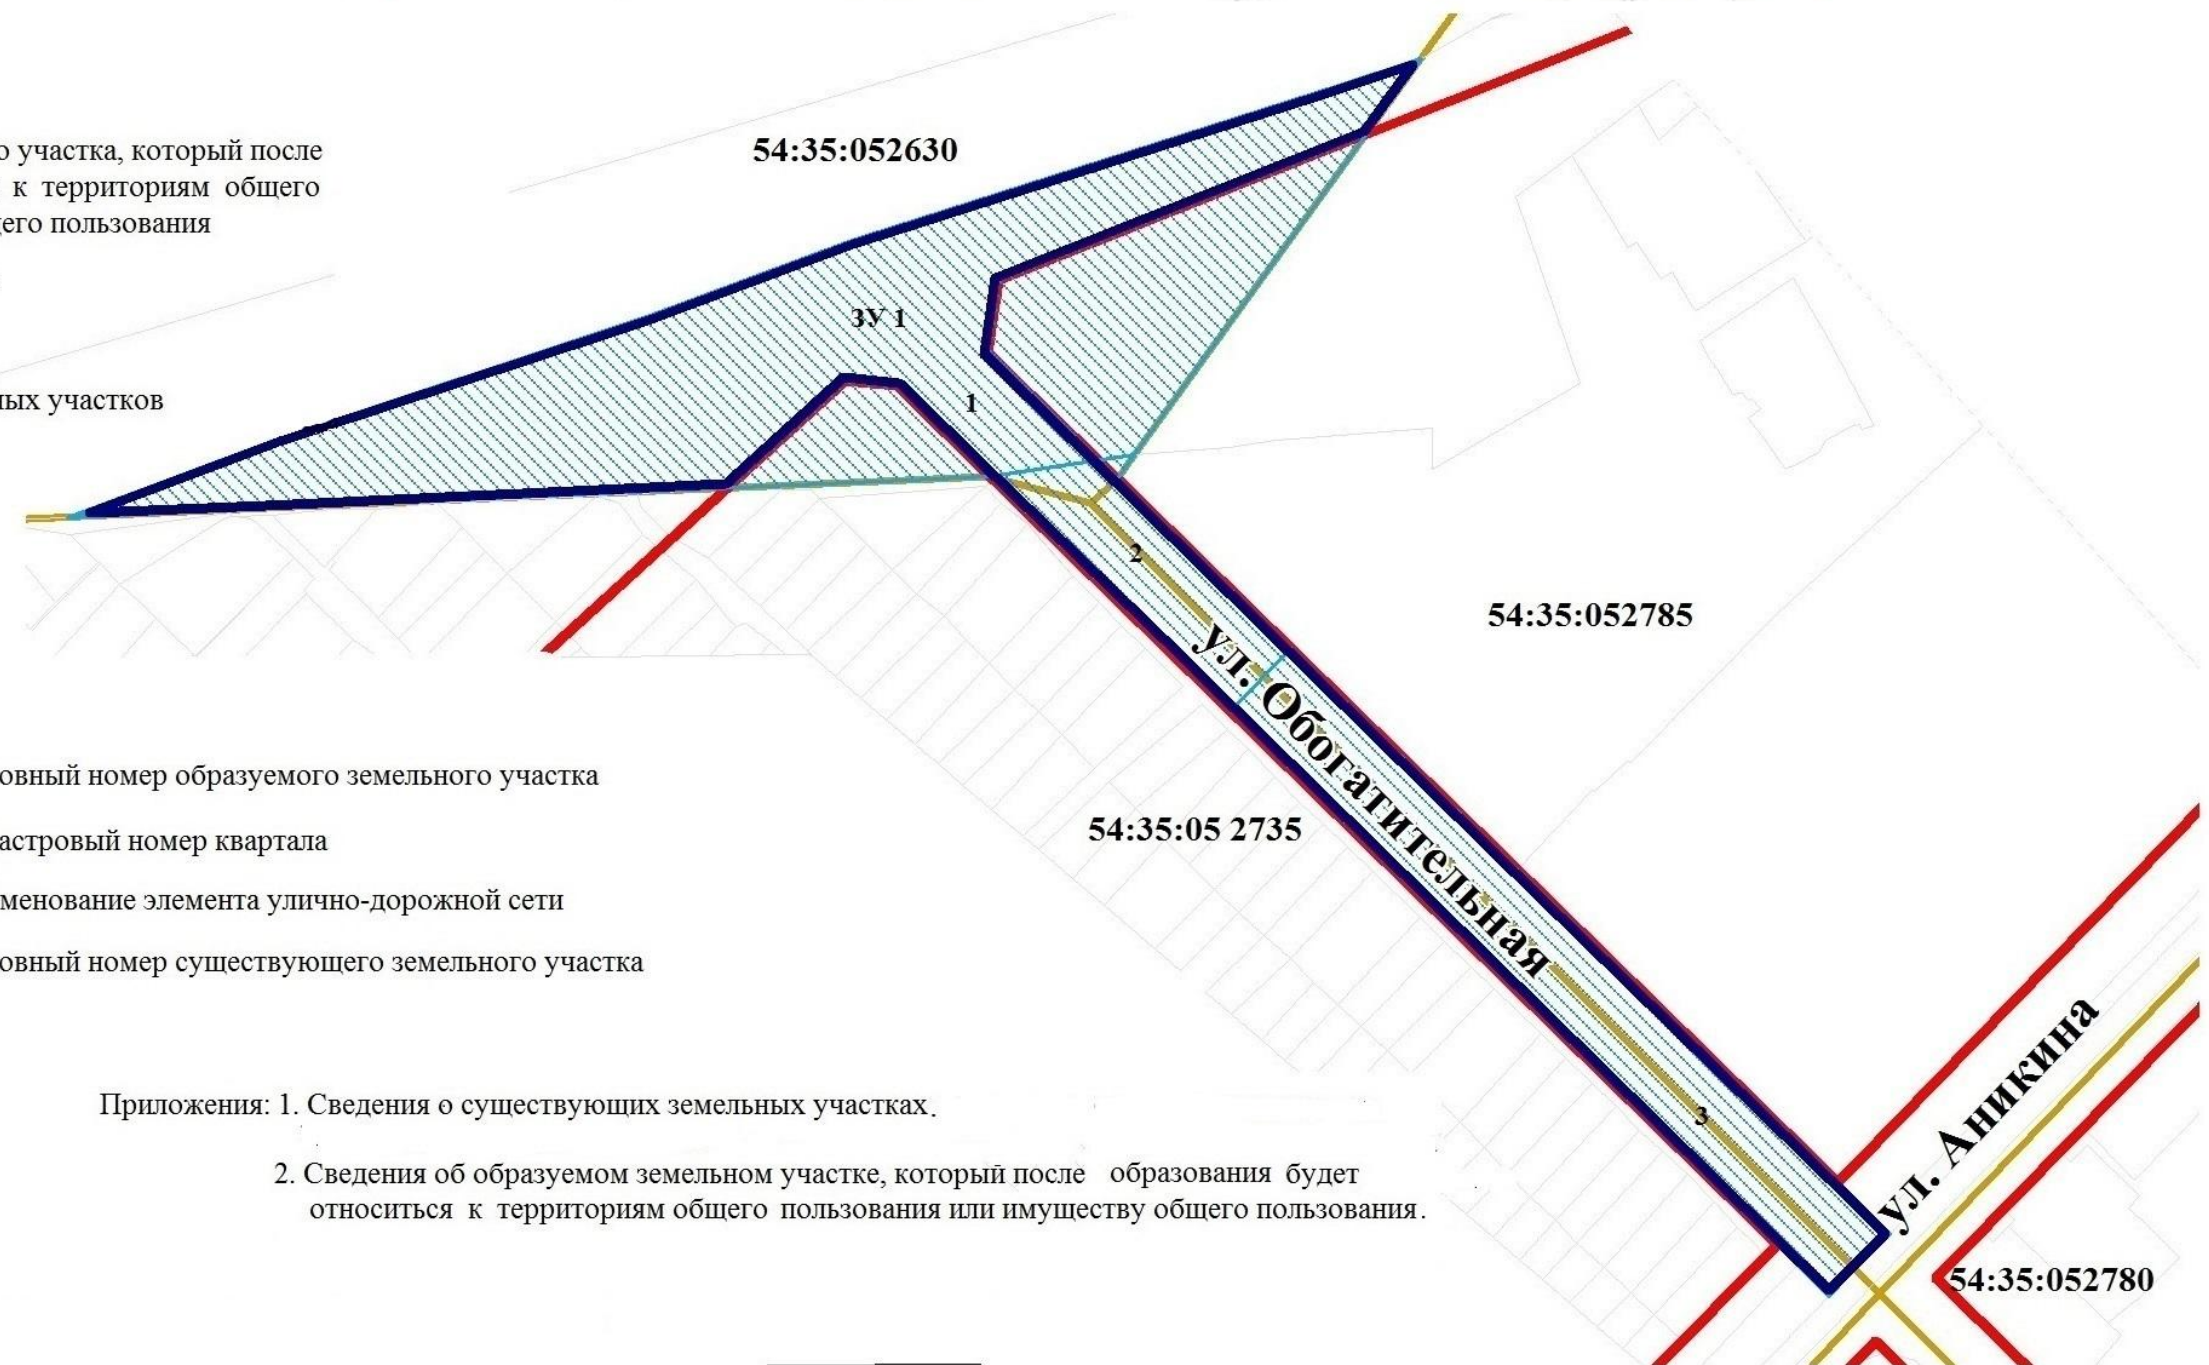 о участка, который после
к территориям общего
его пользования
54:35:052630
ЗУ 1
ных участков
1
2
54:35:052785
ул. Обогатительная
овный номер образуемого земельного участка
54:35:05 2735
астровый номер квартала
менование элемента улично-дорожной сети
овный номер существующего земельного участка
ул. Аникина
3
Приложения: 1. Сведения о существующих земельных участках.
2. Сведения об образуемом земельном участке, который после образования будет
относиться к территориям общего пользования или имуществу общего пользования.
54:35:052780